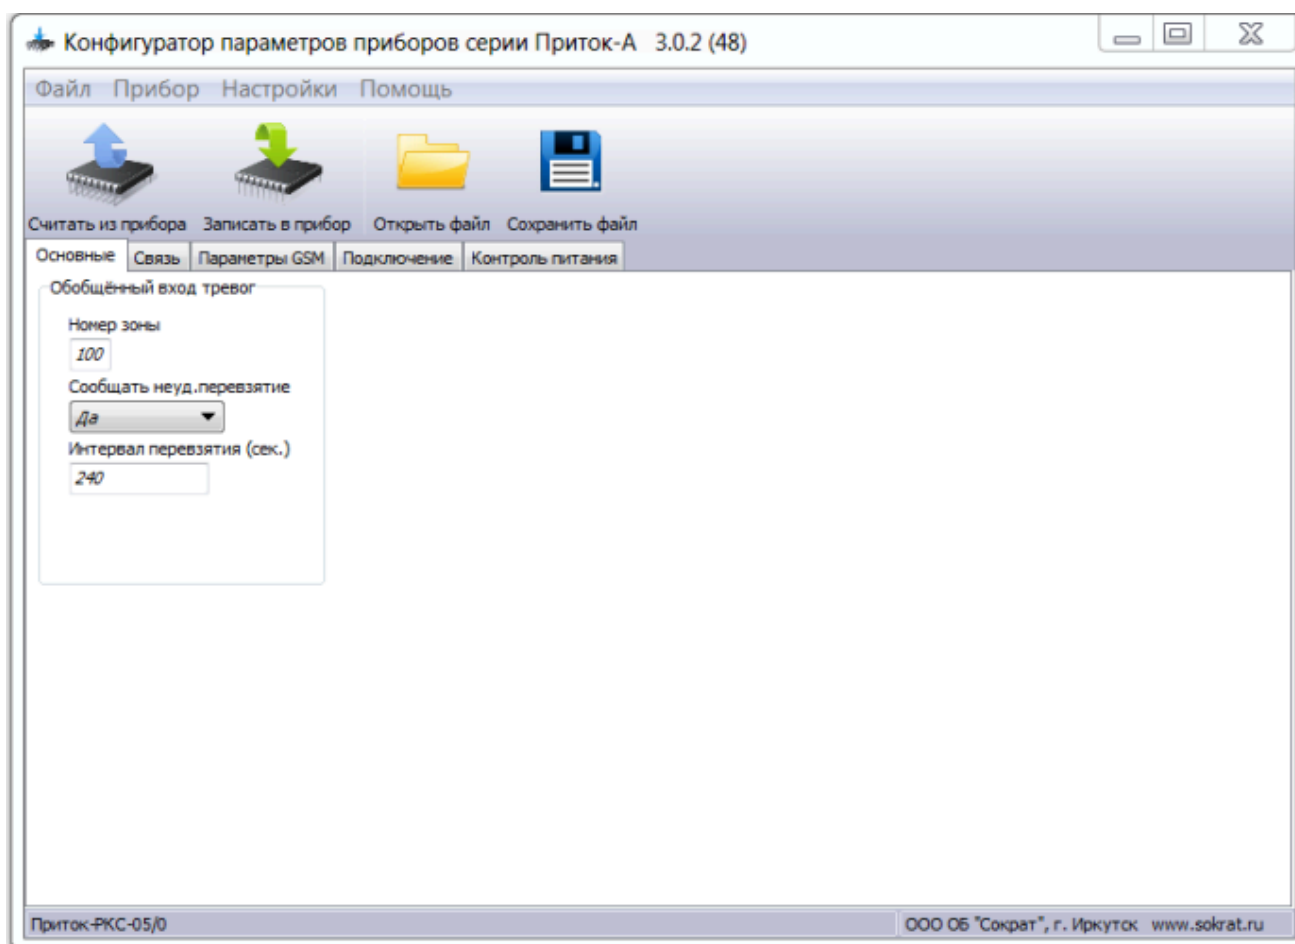 Конфигуратор параметров приборов серии Приток-А 3.0.2 (48)
Файл Прибор Настройки Помощь
Считать из прибора Записать в прибор Открыть файл Сохранить файл
Основные Связь Параметры GSM Подключение Контроль питания
Обобщённый вход тревог
Номер зоны
100
Сообщать неуд.перевзятие
Да
Интервал перевзятия (сек.)
240
Приток-РКС-05/0 ООО ОБ "Сократ", г. Иркутск www.sokrat.ru